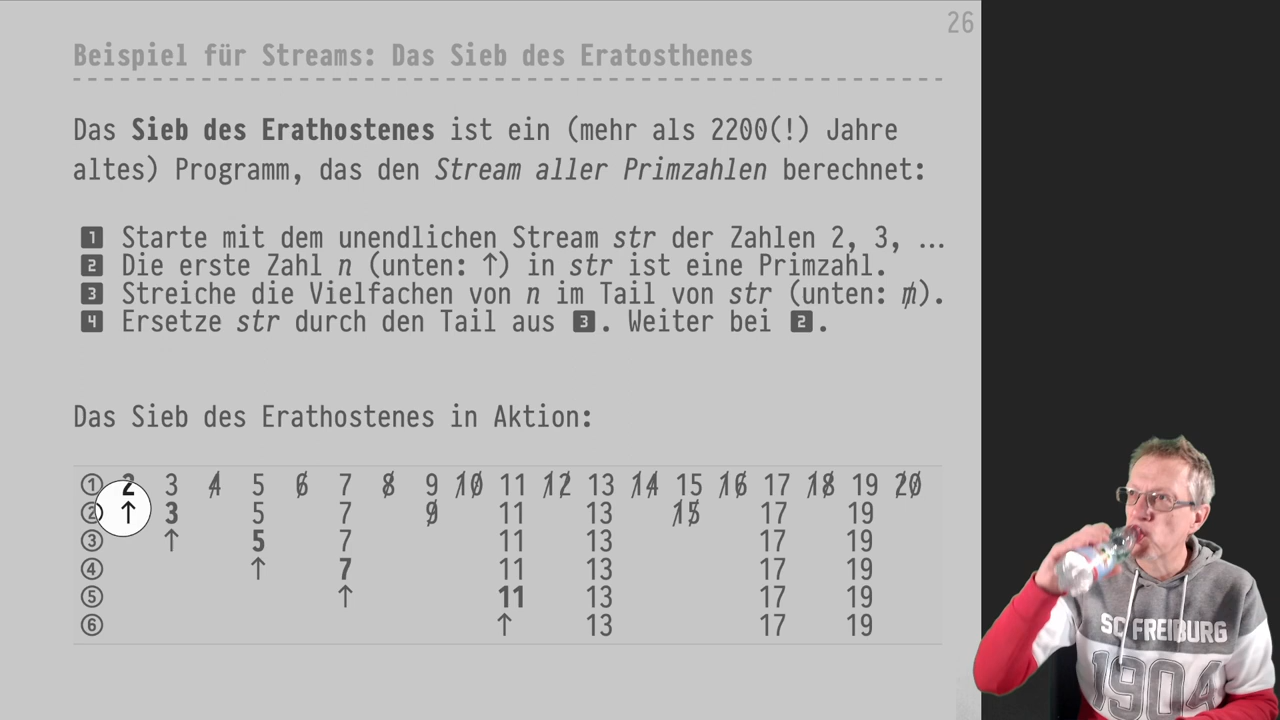 26
Beispiel für Streams: Das Sieb des Eratosthenes
Das Sieb des Erathostenes ist ein (mehr als 2200(!) Jahre
altes) Programm, das den Stream aller Primzahlen berechnet:
1 Starte mit dem unendlichen Stream str der Zahlen 2, 3, …
2 Die erste Zahl n (unten: ↑) in str ist eine Primzahl.
3 Streiche die Vielfachen von n im Tail von str (unten: n̸).
4 Ersetze str durch den Tail aus 3. Weiter bei 2.
Das Sieb des Erathostenes in Aktion:
① 2 3 4 5 6 7 8 9 10 11 12 13 14 15 16 17 18 19 20
② ↑ 3 5 7 9 11 13 15 17 19
③ ↑ 5 7 11 13 17 19
④ ↑ 7 11 13 17 19
⑤ ↑ 11 13 17 19
⑥ ↑ 13 17 19
SC FREIBURG
1904